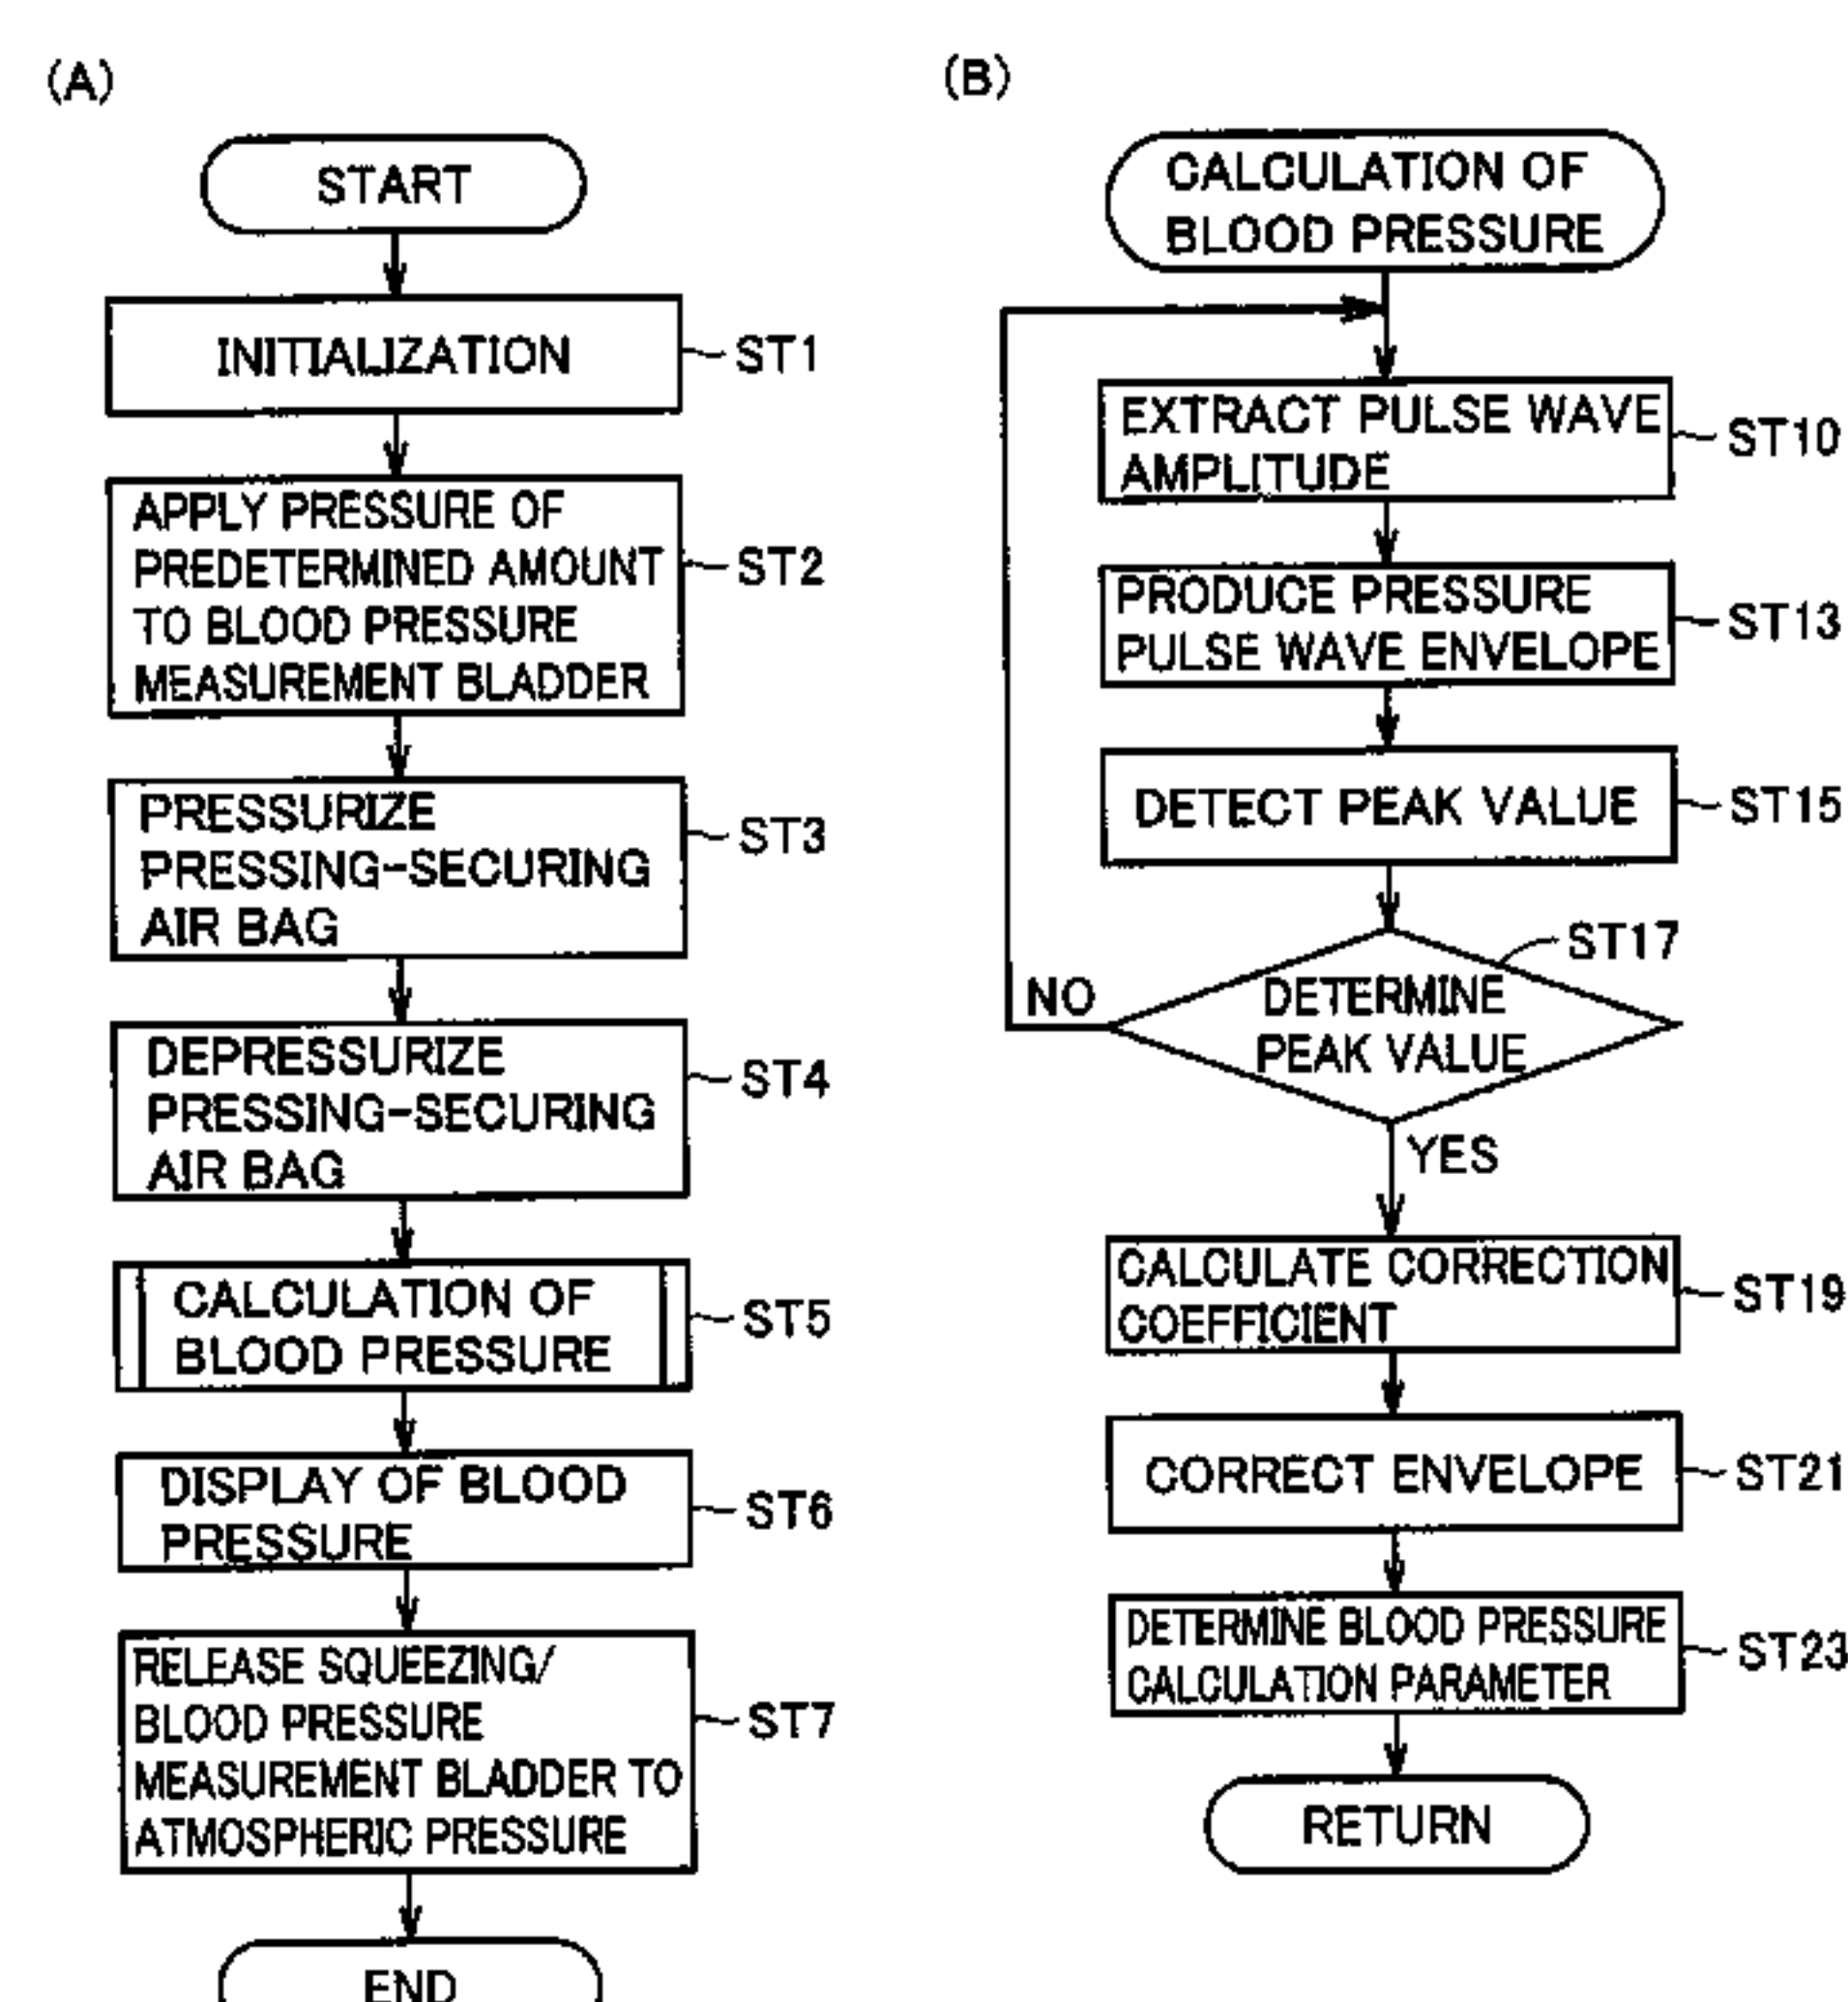 (A)
START
INITIALIZATION
ST1
APPLY PRESSURE OF
PREDETERMINED AMOUNT
TO BLOOD PRESSURE
MEASUREMENT BLADDER
ST2
PRESSURIZE
PRESSING-SECURING
AIR BAG
ST3
DEPRESSURIZE
PRESSING-SECURING
AIR BAG
ST4
CALCULATION OF
BLOOD PRESSURE
ST5
DISPLAY OF BLOOD
PRESSURE
ST6
RELEASE SQUEEZING/
BLOOD PRESSURE
MEASUREMENT BLADDER TO
ATMOSPHERIC PRESSURE
ST7
END
(B)
CALCULATION OF
BLOOD PRESSURE
EXTRACT PULSE WAVE
AMPLITUDE
ST10
PRODUCE PRESSURE
PULSE WAVE ENVELOPE
ST13
DETECT PEAK VALUE
ST15
ST17
DETERMINE
PEAK VALUE
NO
YES
CALCULATE CORRECTION
COEFFICIENT
ST19
CORRECT ENVELOPE
ST21
DETERMINE BLOOD PRESSURE
CALCULATION PARAMETER
ST23
RETURN